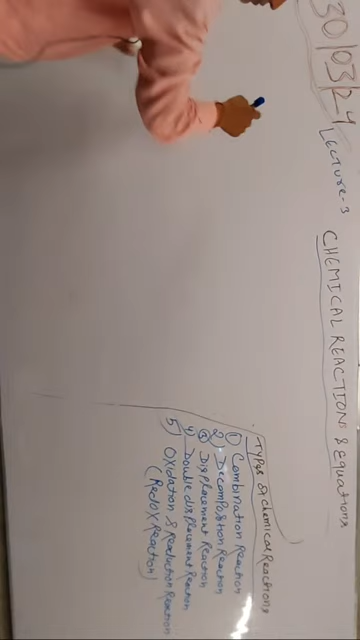 30/03/24
Lecture-3
CHEMICAL REACTIONS & Equations
Types of chemical Reactions
① Combination Reaction
2) Decomposition Reaction
③ Displacement Reaction
4) Double displacement Reaction
5) Oxidation & Reduction Reaction
(Redox Reaction)